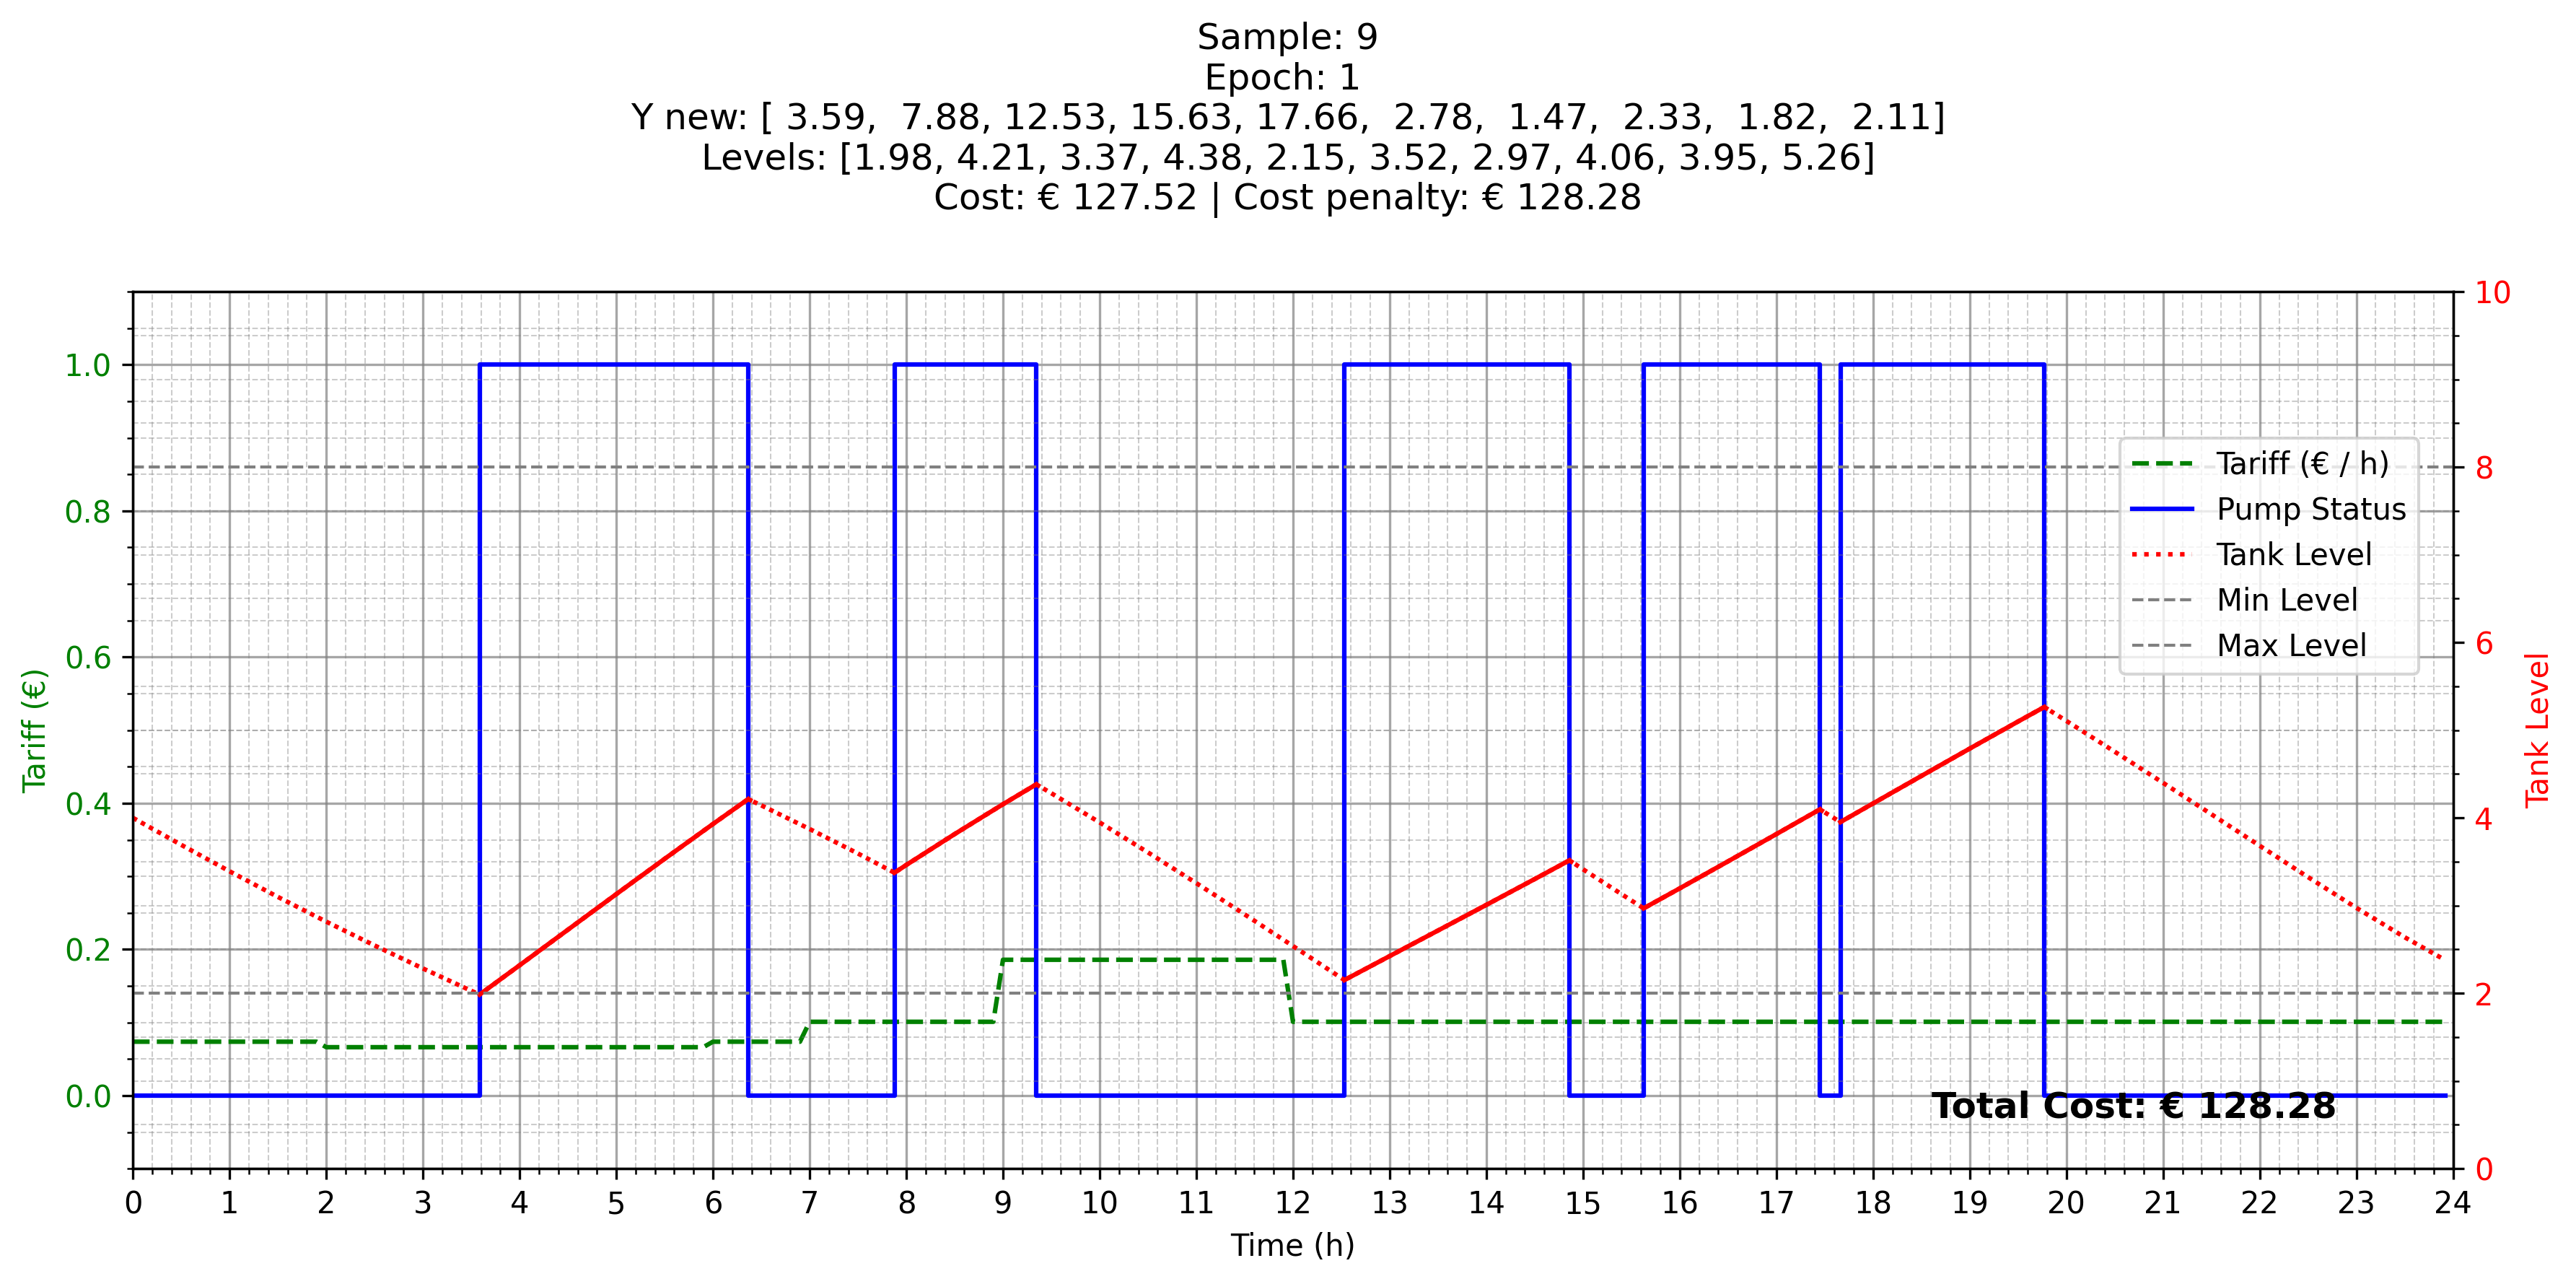 Sample: 9
Epoch: 1
Y new: [ 3.59,  7.88, 12.53, 15.63, 17.66,  2.78,  1.47,  2.33,  1.82,  2.11]
Levels: [1.98, 4.21, 3.37, 4.38, 2.15, 3.52, 2.97, 4.06, 3.95, 5.26]
Cost: € 127.52 | Cost penalty: € 128.28
10
1.0
8
Tariff (€ / h)
Pump Status
0.8
Tank Level
Min Level
Max Level
6
0.6
Tariff (€)
Tank Level
0.4
4
0.2
2
0.0
Total Cost: € 128.28
0
0 1 2 3 4 5 6 7 8 9 10 11 12 13 14 15 16 17 18 19 20 21 22 23 24
Time (h)